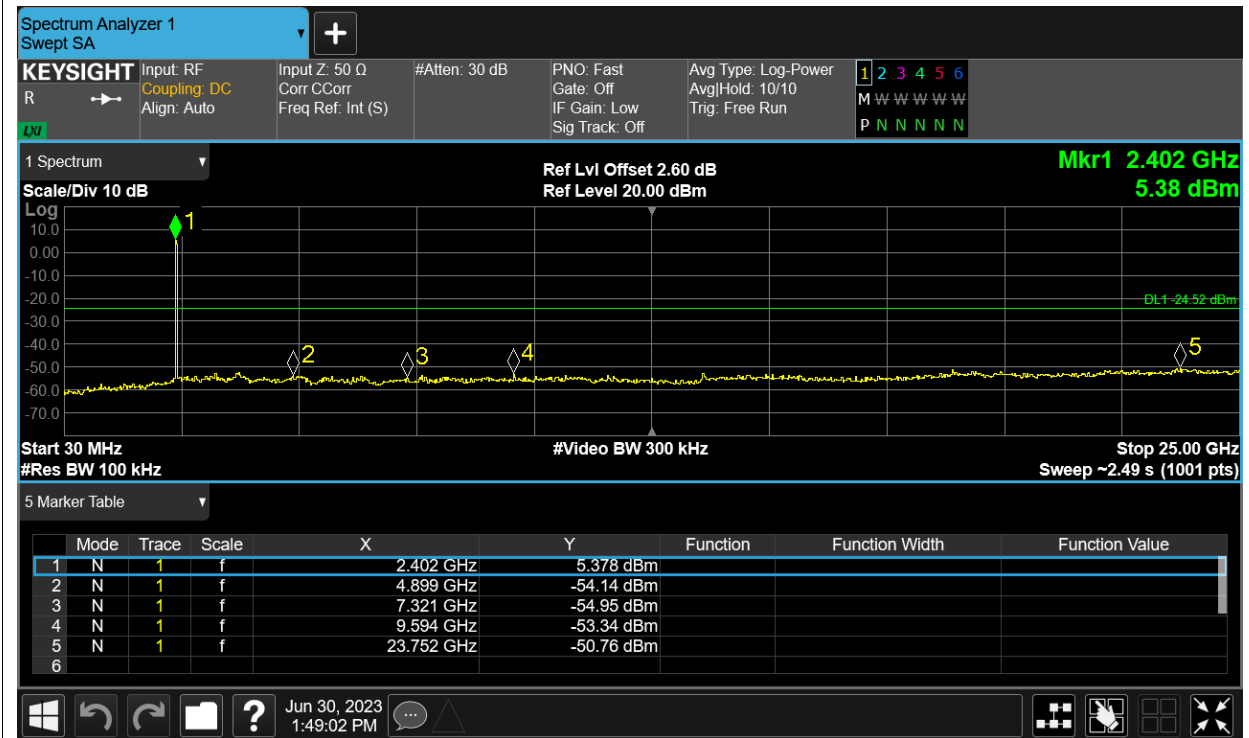 Spectrum Analyzer 1
Swept SA
KEYSIGHT
R
LXI
Input: RF
Coupling: DC
Align: Auto
Input Z: 50 Ω
Corr CCorr
Freq Ref: Int (S)
#Atten: 30 dB
PNO: Fast
Gate: Off
IF Gain: Low
Sig Track: Off
Avg Type: Log-Power
Avg|Hold: 10/10
Trig: Free Run
1 2 3 4 5 6
M W W W W W
P N N N N N
1 Spectrum
Scale/Div 10 dB
Ref Lvl Offset 2.60 dB
Ref Level 20.00 dBm
Mkr1 2.402 GHz
5.38 dBm
Log
10.0
0.00
-10.0
-20.0
-30.0
-40.0
-50.0
-60.0
-70.0
1
2
3
4
5
DL1 -24.52 dBm
Start 30 MHz
#Res BW 100 kHz
#Video BW 300 kHz
Stop 25.00 GHz
Sweep ~2.49 s (1001 pts)
5 Marker Table
Mode Trace Scale X Y Function Function Width Function Value
1 N 1 f 2.402 GHz 5.378 dBm
2 N 1 f 4.899 GHz -54.14 dBm
3 N 1 f 7.321 GHz -54.95 dBm
4 N 1 f 9.594 GHz -53.34 dBm
5 N 1 f 23.752 GHz -50.76 dBm
6
?
Jun 30, 2023
1:49:02 PM